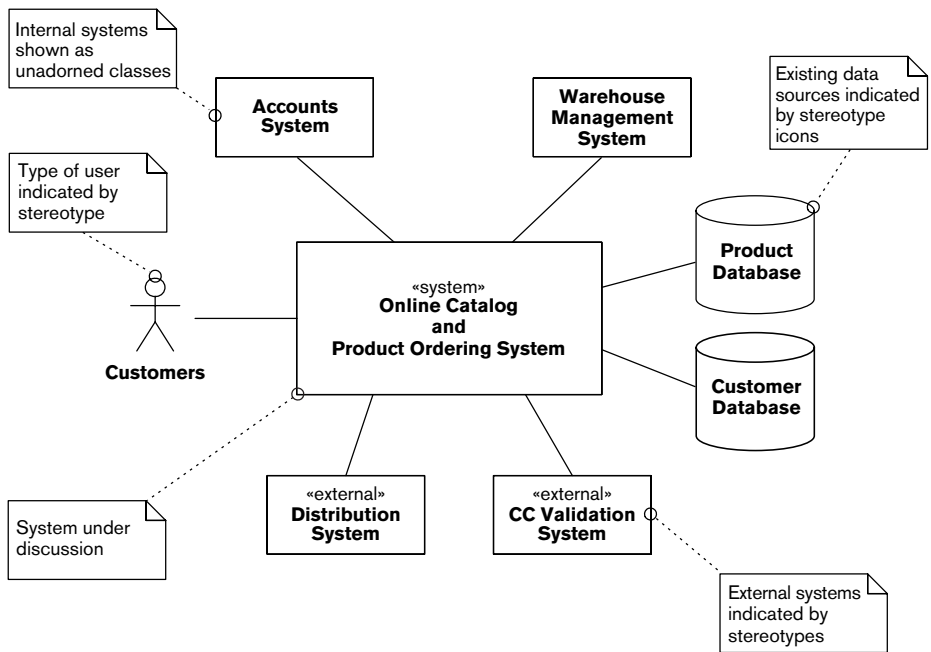 Internal systems
shown as
unadorned classes
Accounts
System
Warehouse
Management
System
Existing data
sources indicated
by stereotype
icons
Type of user
indicated by
stereotype
Customers
«system»
Online Catalog
and
Product Ordering System
Product
Database
Customer
Database
System under
discussion
«external»
Distribution
System
«external»
CC Validation
System
External systems
indicated by
stereotypes